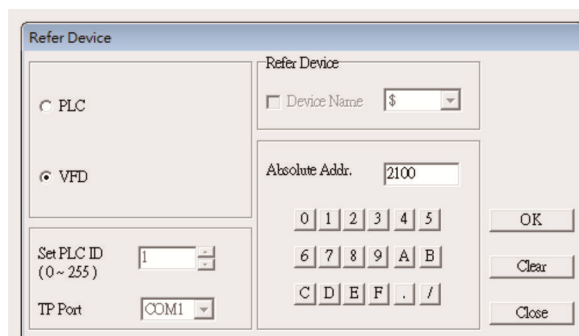 Refer Device
PLC
VFD
Set PLC ID
(0~255)
1
TP Port
COM1
Refer Device
Device Name
$
Absolute Addr.
2100
0 1 2 3 4 5
6 7 8 9 A B
C D E F . /
OK
Clear
Close